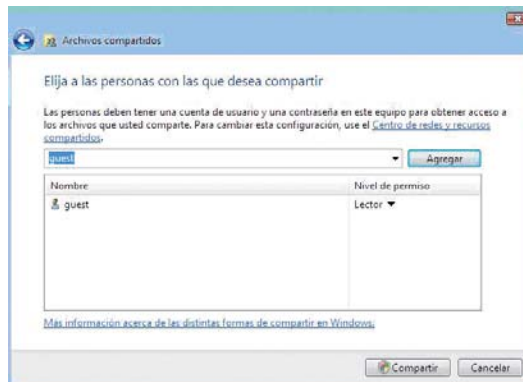 Archivos compartidos
Elija a las personas con las que desea compartir
Las personas deben tener una cuenta de usuario y una contraseña en este equipo para obtener acceso a
los archivos que usted comparte. Para cambiar esta configuración, use el Centro de redes y recursos
compartidos.
guest Agregar
Nombre Nivel de permiso
guest Lector
Más información acerca de las distintas formas de compartir en Windows.
Compartir Cancelar